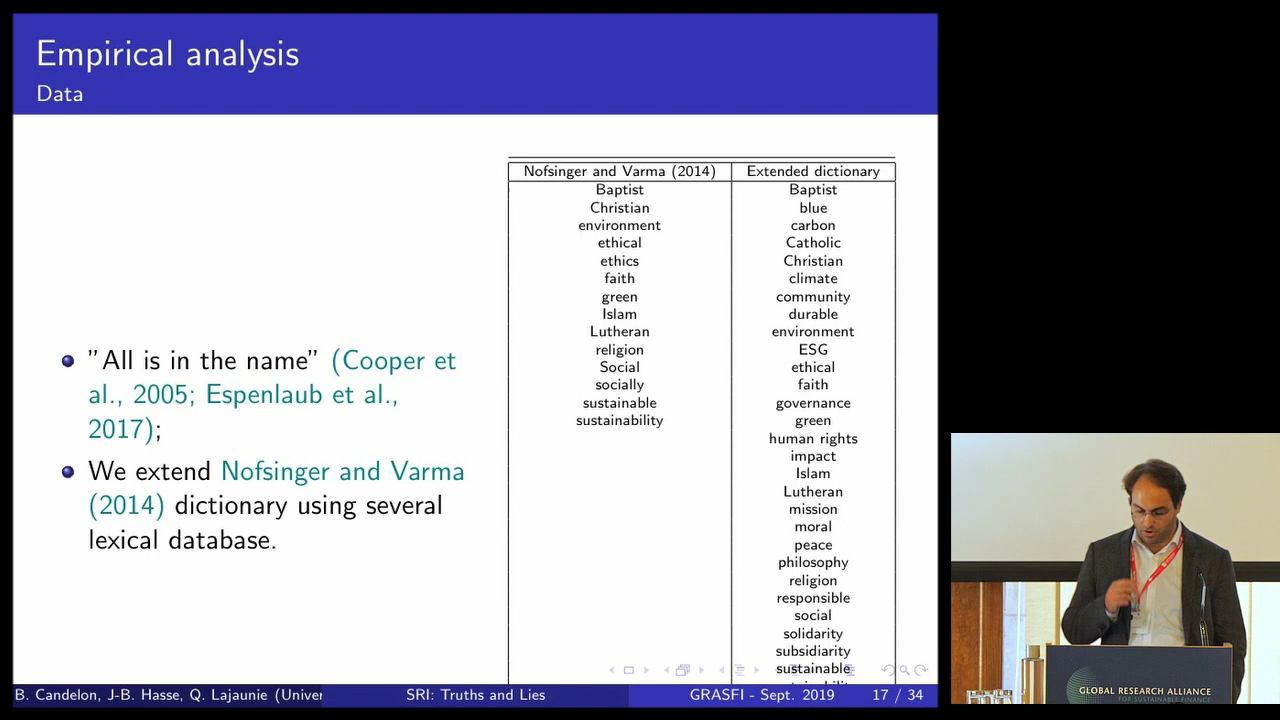 Empirical analysis
Data
"All is in the name" (Cooper et
al., 2005; Espenlaub et al.,
2017);
We extend Nofsinger and Varma
(2014) dictionary using several
lexical database.
Nofsinger and Varma (2014) Extended dictionary
Baptist Baptist
Christian blue
environment carbon
ethical Catholic
ethics Christian
faith climate
green community
Islam durable
Lutheran environment
religion ESG
Social ethical
socially faith
sustainable governance
sustainability green
human rights
impact
Islam
Lutheran
mission
moral
peace
philosophy
religion
responsible
social
solidarity
subsidiarity
sustainable
B. Candelon, J-B. Hasse, Q. Lajaunie (Univer SRI: Truths and Lies GRASFI - Sept. 2019 17 / 34
GLOBAL RESEARCH ALLIANCE
FOR SUSTAINABLE FINANCE